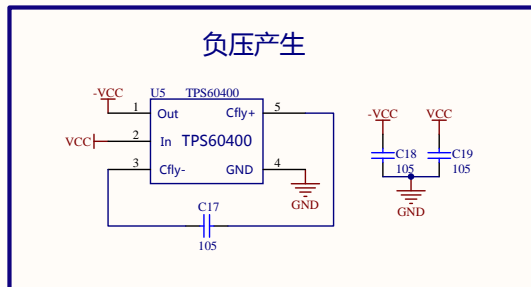 负压产生
U5 TPS60400
-VCC
1 Out Cfly+ 5
VCC 2 In TPS60400
3 Cfly- GND 4
GND
C17
105
-VCC VCC
C18 C19
105 105
GND